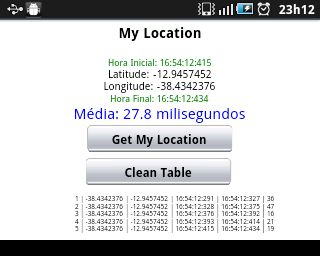 23h12
My Location
Hora Inicial: 16:54:12:415
Latitude: -12.9457452
Longitude: -38.4342376
Hora Final: 16:54:12:434
Média: 27.8 milisegundos
Get My Location
Clean Table
1 | -38.4342376 | -12.9457452 | 16:54:12:291 | 16:54:12:327 | 36
2 | -38.4342376 | -12.9457452 | 16:54:12:328 | 16:54:12:375 | 47
3 | -38.4342376 | -12.9457452 | 16:54:12:376 | 16:54:12:392 | 16
4 | -38.4342376 | -12.9457452 | 16:54:12:393 | 16:54:12:414 | 21
5 | -38.4342376 | -12.9457452 | 16:54:12:415 | 16:54:12:434 | 19